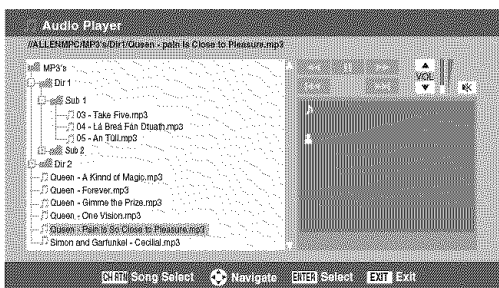 Audio Player
//ALLENMPC/MP3's/Dir1/Queen - pain Is Close to Pleasure.mp3
MP3's
Dir 1
Sub 1
03 - Take Five.mp3
04 - Lá Breá Fán Dtuath.mp3
05 - An Tüll.mp3
Sub 2
Dir 2
Queen - A Kinnd of Magic.mp3
Queen - Forever.mp3
Queen - Gimme the Prize.mp3
Queen - One Vision.mp3
Queen - Pain Is So Close to Pleasure.mp3
Simon and Garfunkel - Cecilial.mp3
VOL
CH RTN Song Select
Navigate
ENTER Select
EXIT Exit